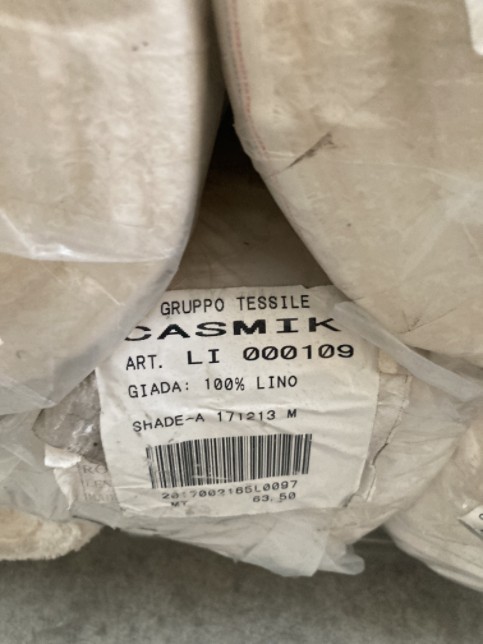 GRUPPO TESSILE
CASMIK
ART. LI 000109
GIADA: 100% LINO
SHADE-A 171213 M
MT 63,50